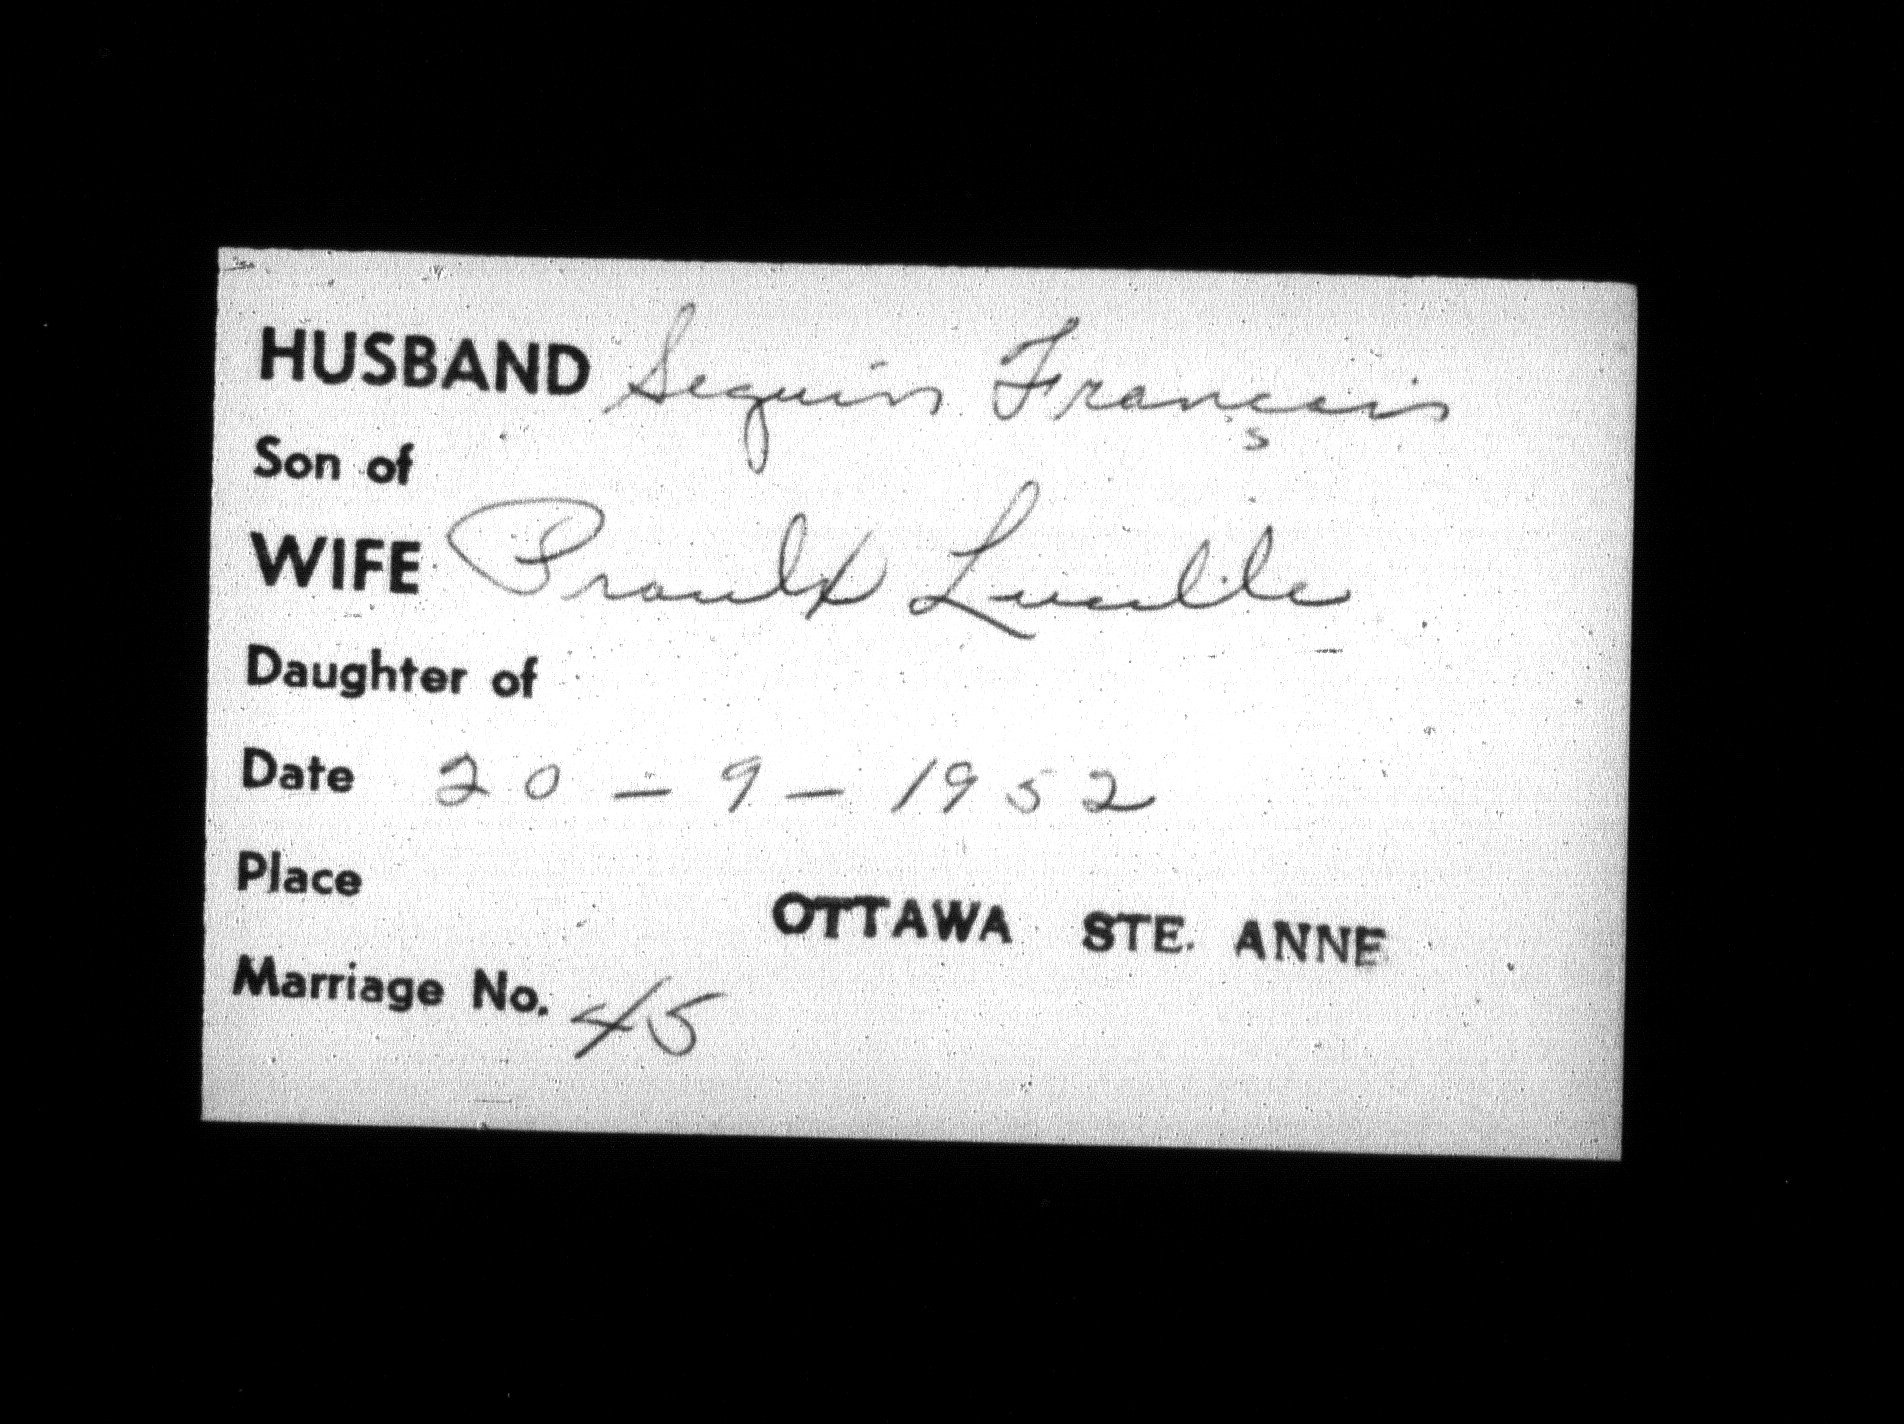 HUSBAND Seguin François
Son of
WIFE Proulx Lucille
Daughter of
Date 20 - 9 - 1952
Place OTTAWA STE. ANNE
Marriage No. 45